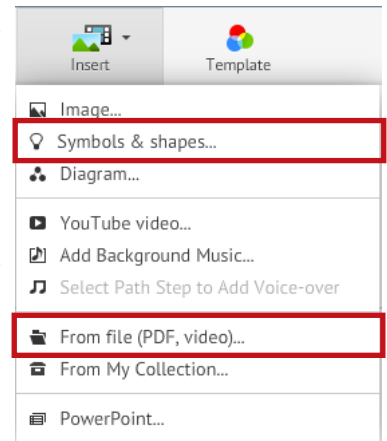 Insert
Template
Image...
Symbols & shapes...
Diagram...
YouTube video...
Add Background Music...
Select Path Step to Add Voice-over
From file (PDF, video)...
From My Collection...
PowerPoint...